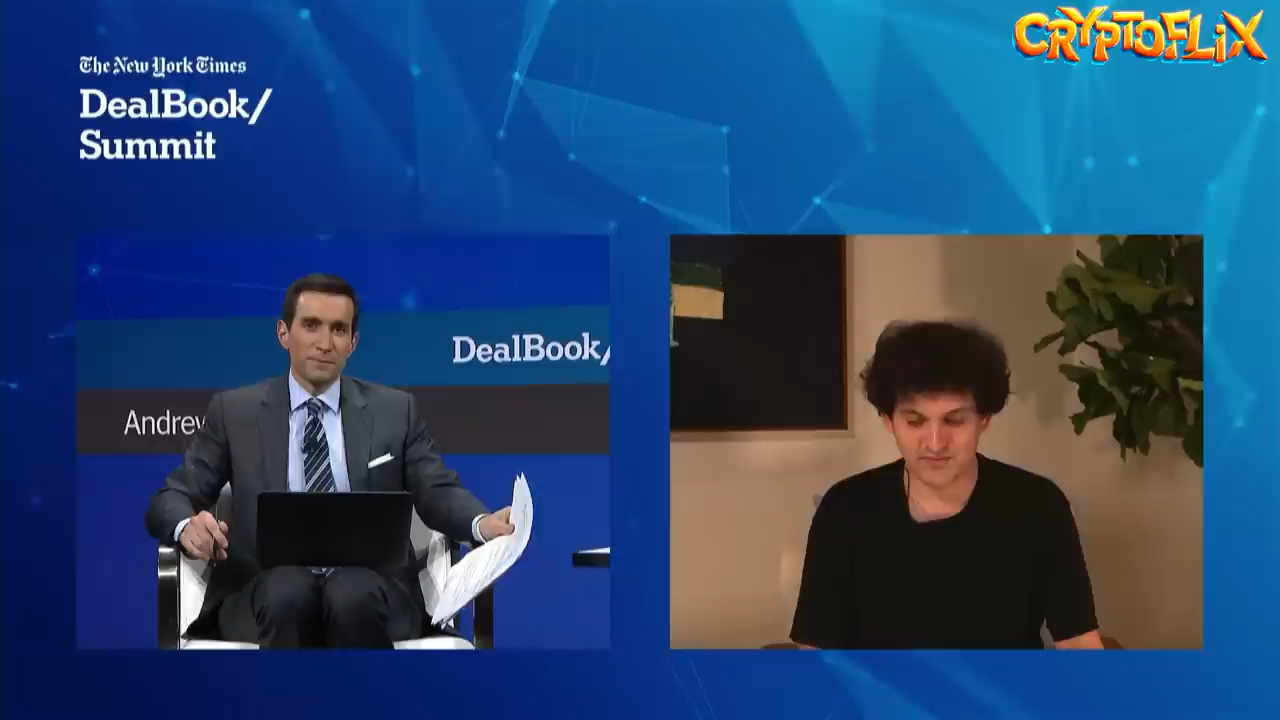 The New York Times
DealBook/
Summit
CRYPTOFLiX
DealBook/
Andrew